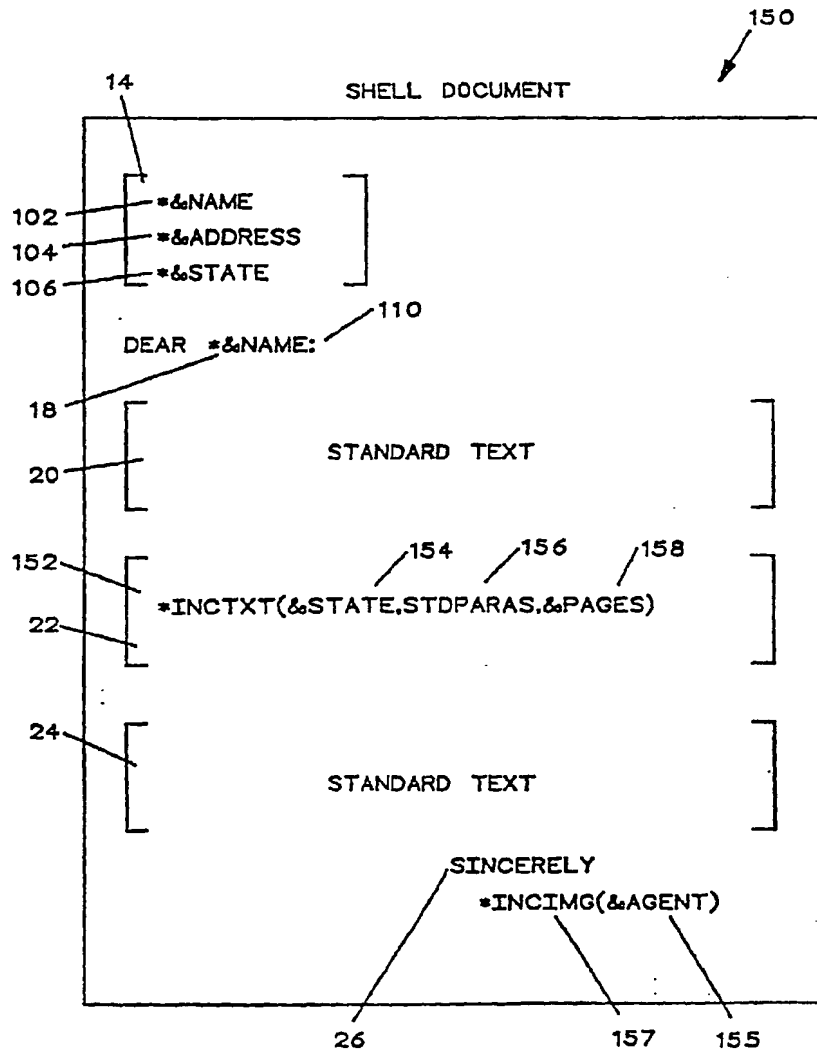 150
14
SHELL DOCUMENT
102
*&NAME
104
*&ADDRESS
106
*&STATE
110
DEAR *&NAME:
18
STANDARD TEXT
20
152
154
156
158
*INCTXT(&STATE,STDPARAS,&PAGES)
22
24
STANDARD TEXT
SINCERELY
*INCIMG(&AGENT)
26
157
155